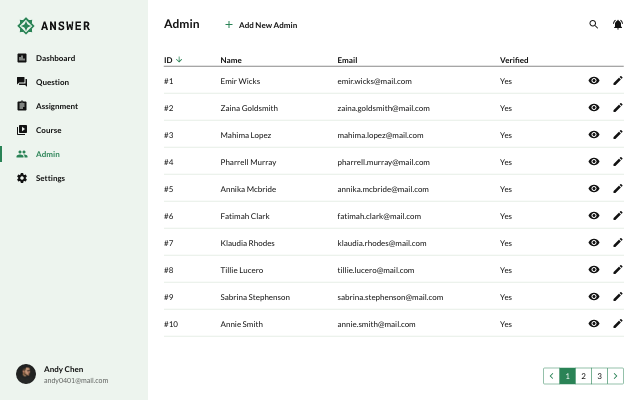 ANSWER
Dashboard
Question
Assignment
Course
Admin
Settings
Andy Chen
andy0401@mail.com
Admin
Add New Admin
ID Name Email Verified
#1 Emir Wicks emir.wicks@mail.com Yes
#2 Zaina Goldsmith zaina.goldsmith@mail.com Yes
#3 Mahima Lopez mahima.lopez@mail.com Yes
#4 Pharrell Murray pharrell.murray@mail.com Yes
#5 Annika Mcbride annika.mcbride@mail.com Yes
#6 Fatimah Clark fatimah.clark@mail.com Yes
#7 Klaudia Rhodes klaudia.rhodes@mail.com Yes
#8 Tillie Lucero tillie.lucero@mail.com Yes
#9 Sabrina Stephenson sabrina.stephenson@mail.com Yes
#10 Annie Smith annie.smith@mail.com Yes
1 2 3